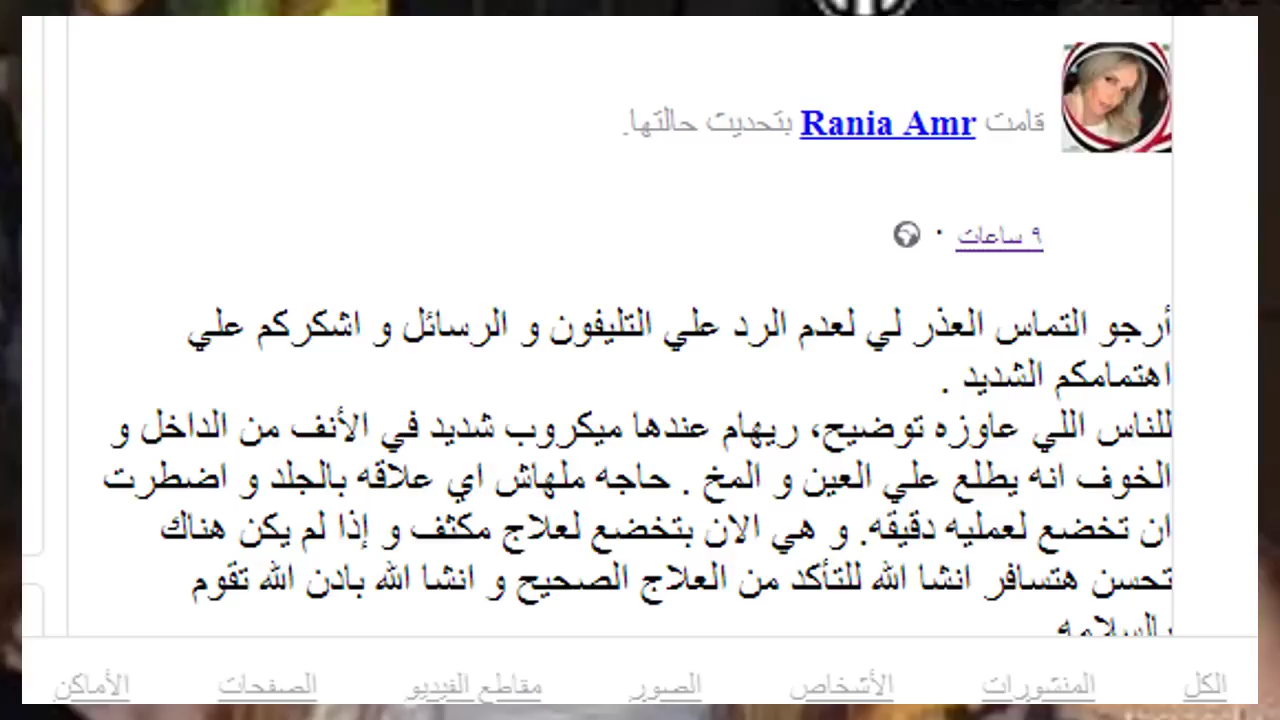 قامت Rania Amr بتحديث حالتها.
٩ ساعات ·
أرجو التماس العذر لي لعدم الرد علي التليفون و الرسائل و اشكركم علي
اهتمامكم الشديد .
للناس اللي عاوزه توضيح، ريهام عندها ميكروب شديد في الأنف من الداخل و
الخوف انه يطلع علي العين و المخ . حاجه ملهاش اي علاقه بالجلد و اضطرت
ان تخضع لعمليه دقيقه. و هي الان بتخضع لعلاج مكثف و إذا لم يكن هناك
تحسن هتسافر انشا الله للتأكد من العلاج الصحيح و انشا الله بادن الله تقوم
بالسلامه
الكل المنشورات الأشخاص الصور مقاطع الفيديو الصفحات الأماكن